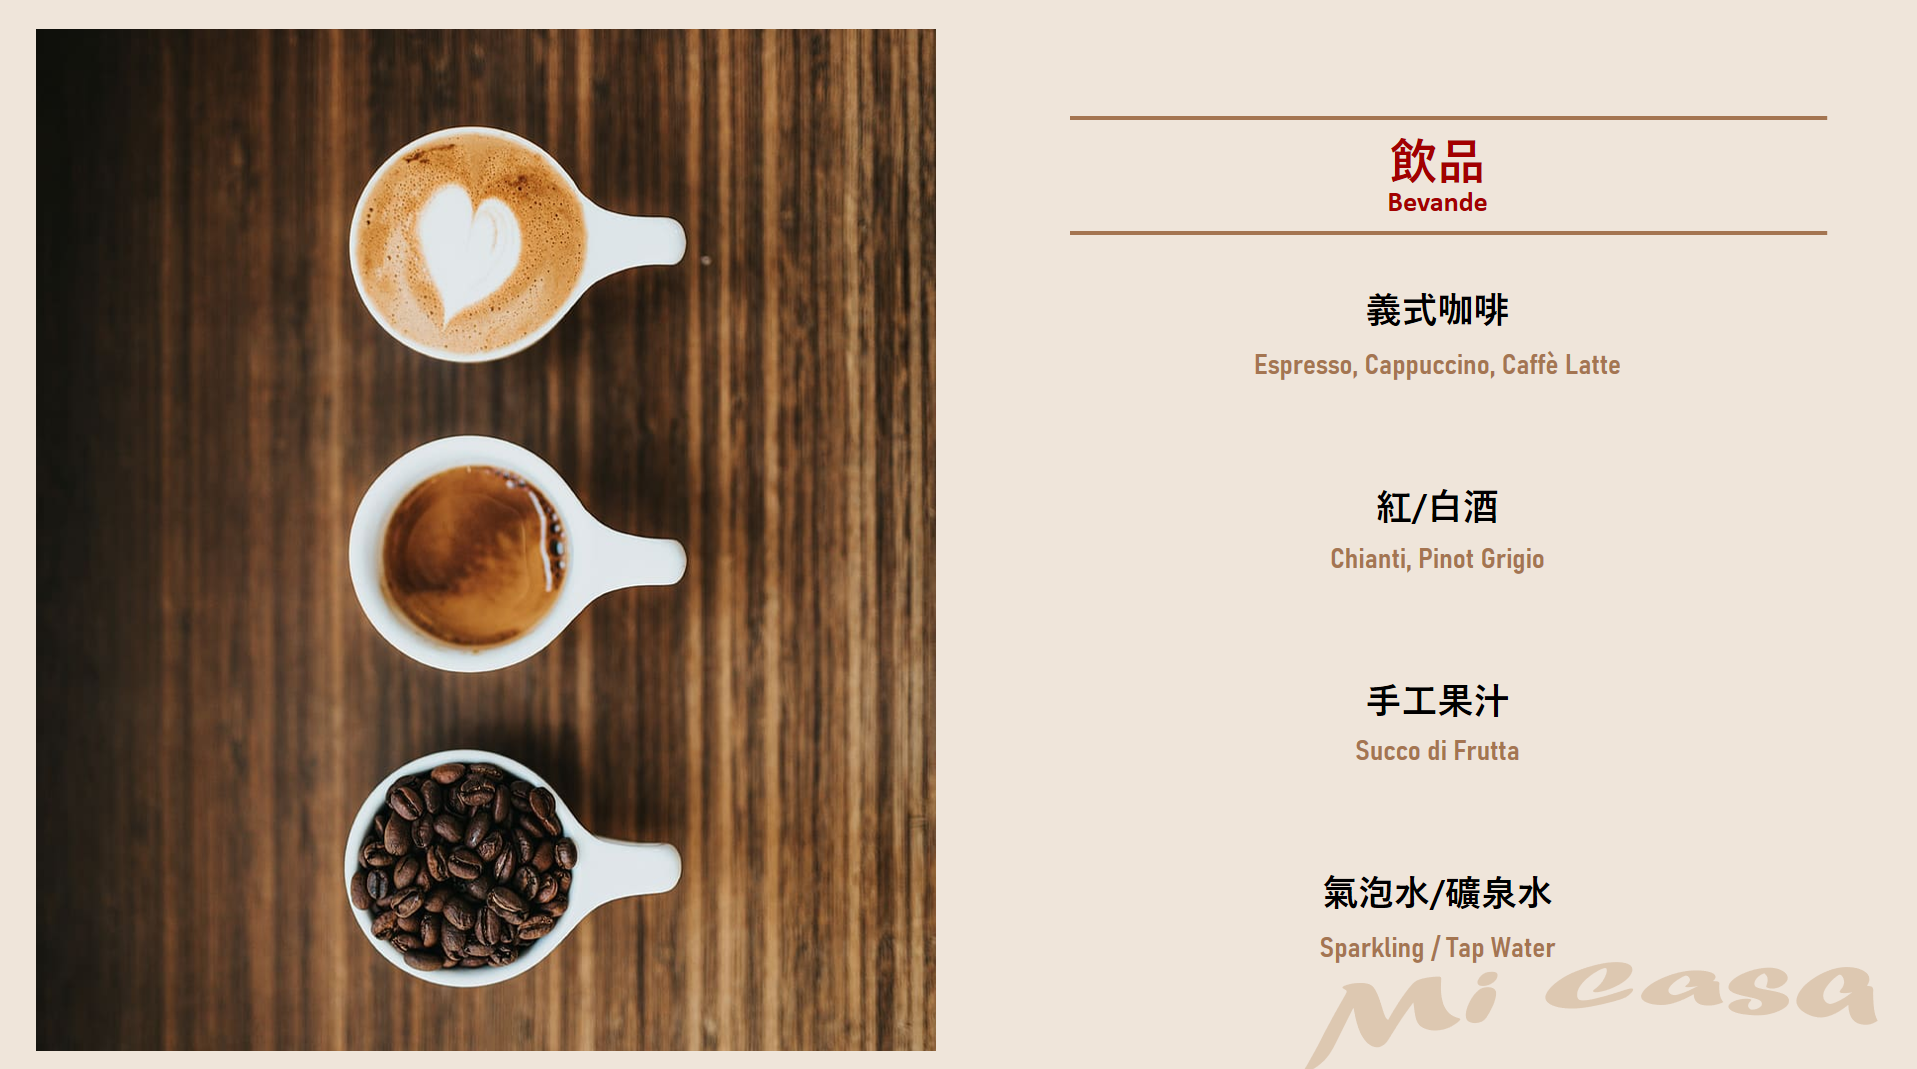 飲品
Bevande
義式咖啡
Espresso, Cappuccino, Caffè Latte
紅/白酒
Chianti, Pinot Grigio
手工果汁
Succo di Frutta
氣泡水/礦泉水
Sparkling / Tap Water
Mi Casa